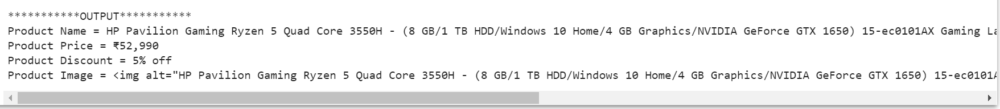 ***********OUTPUT***********
Product Name = HP Pavilion Gaming Ryzen 5 Quad Core 3550H - (8 GB/1 TB HDD/Windows 10 Home/4 GB Graphics/NVIDIA GeForce GTX 1650) 15-ec0101AX Gaming La
Product Price = ₹52,990
Product Discount = 5% off
Product Image = <img alt="HP Pavilion Gaming Ryzen 5 Quad Core 3550H - (8 GB/1 TB HDD/Windows 10 Home/4 GB Graphics/NVIDIA GeForce GTX 1650) 15-ec0101A